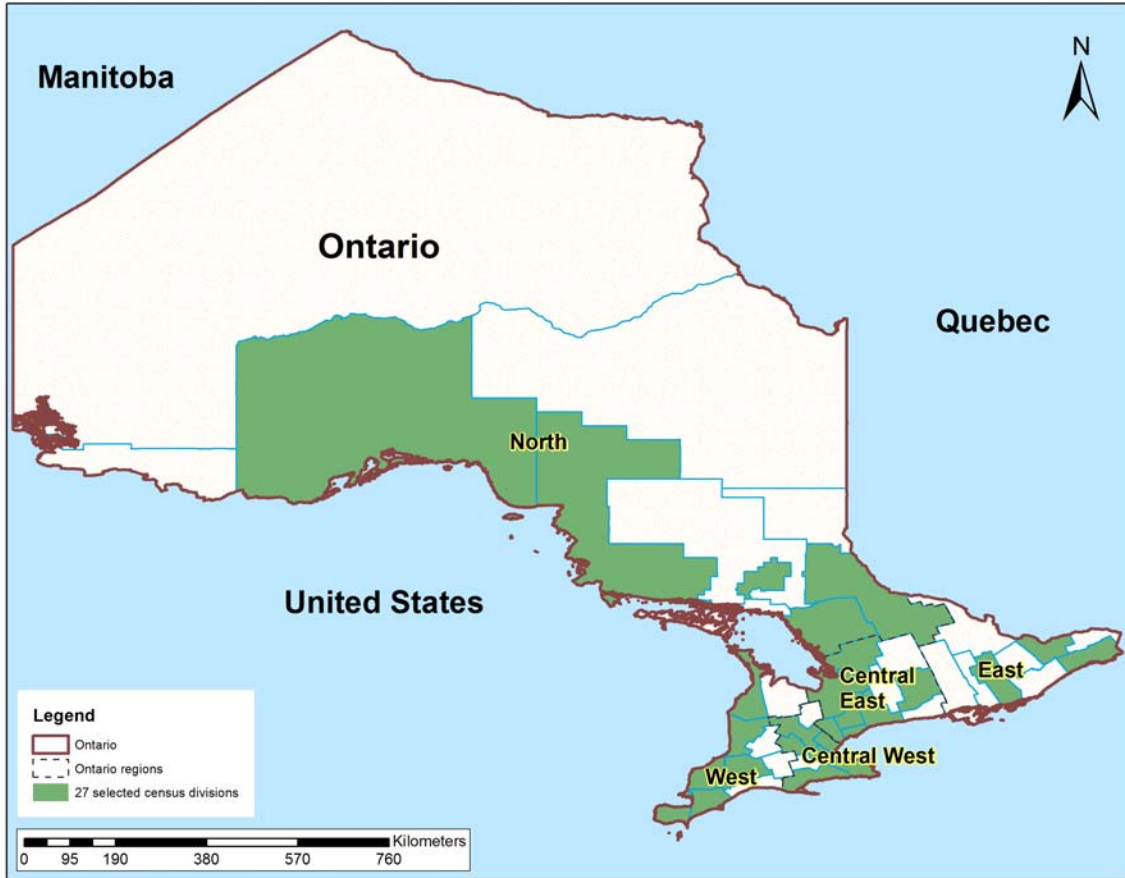 Manitoba
N
Ontario
Quebec
North
United States
Central
East
East
Central West
West
Legend
Ontario
Ontario regions
27 selected census divisions
Kilometers
0 95 190 380 570 760